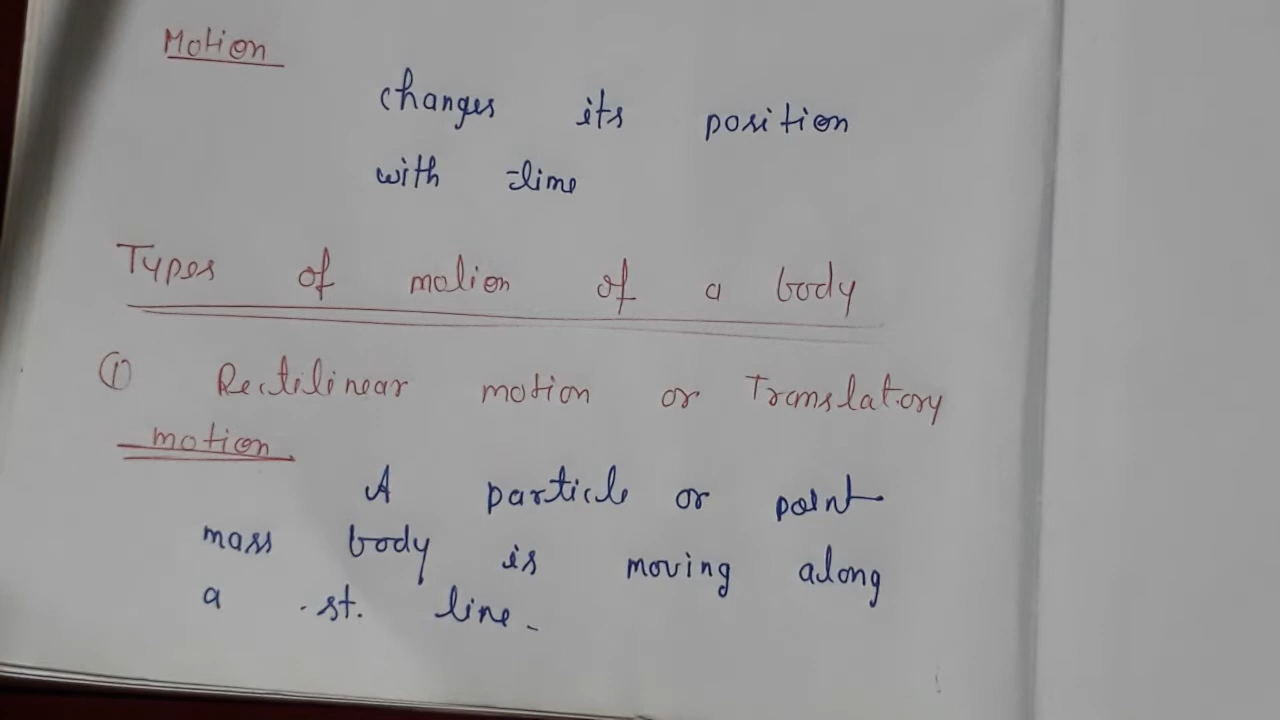 Motion
changes its position
with time
Types of motion of a body
① Rectilinear motion or Translatory
motion
A particle or point
mass body is moving along
a st. line.